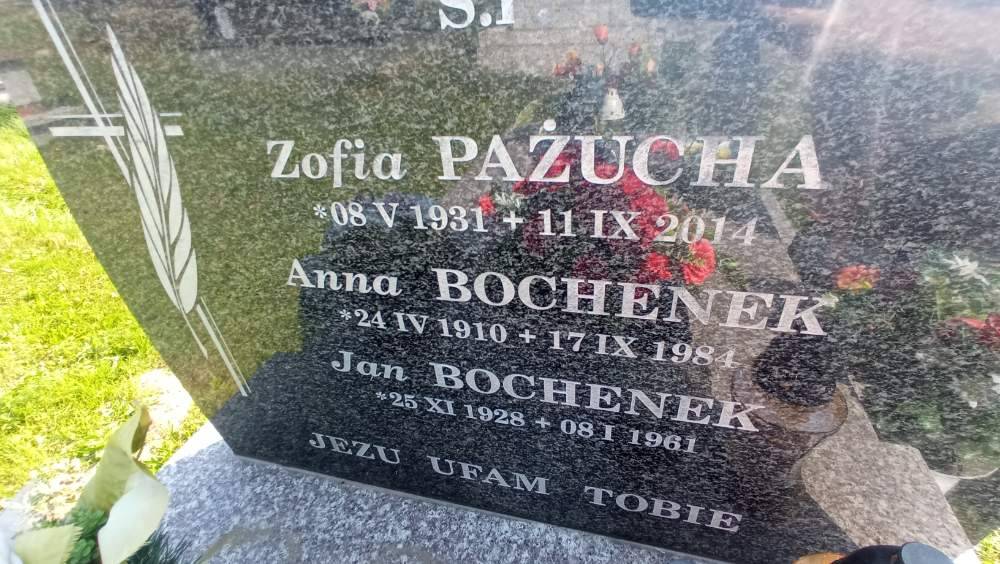 Ś.P
Zofia PAŻUCHA
*08 V 1931 + 11 IX 2014
Anna BOCHENEK
*24 IV 1910 + 17 IX 1984
Jan BOCHENEK
*25 XI 1928 + 08 I 1961
JEZU UFAM TOBIE